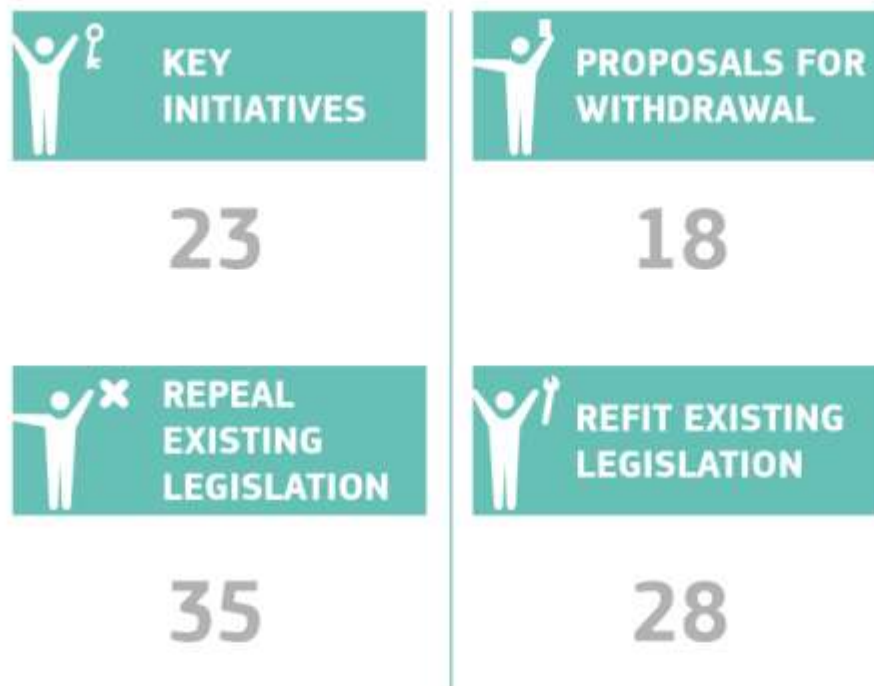 KEY
INITIATIVES
23
PROPOSALS FOR
WITHDRAWAL
18
REPEAL
EXISTING
LEGISLATION
35
REFIT EXISTING
LEGISLATION
28